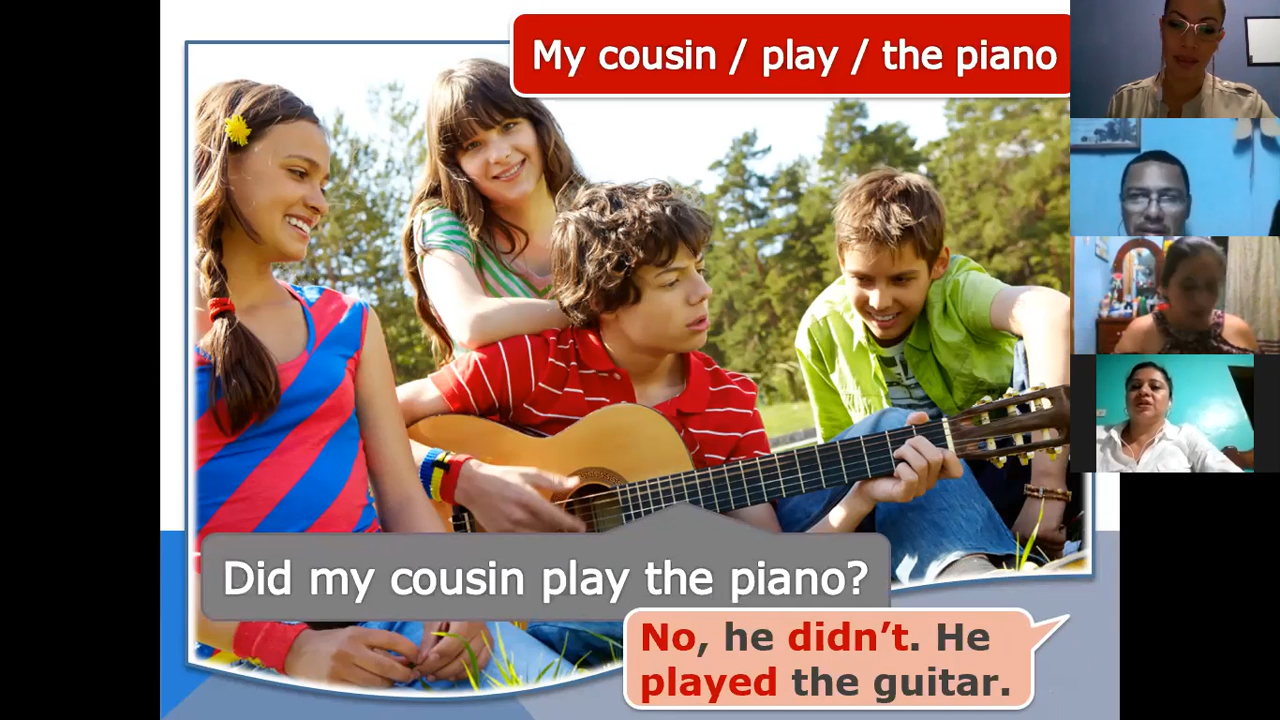 My cousin / play / the piano
Did my cousin play the piano?
No, he didn’t. He
played the guitar.